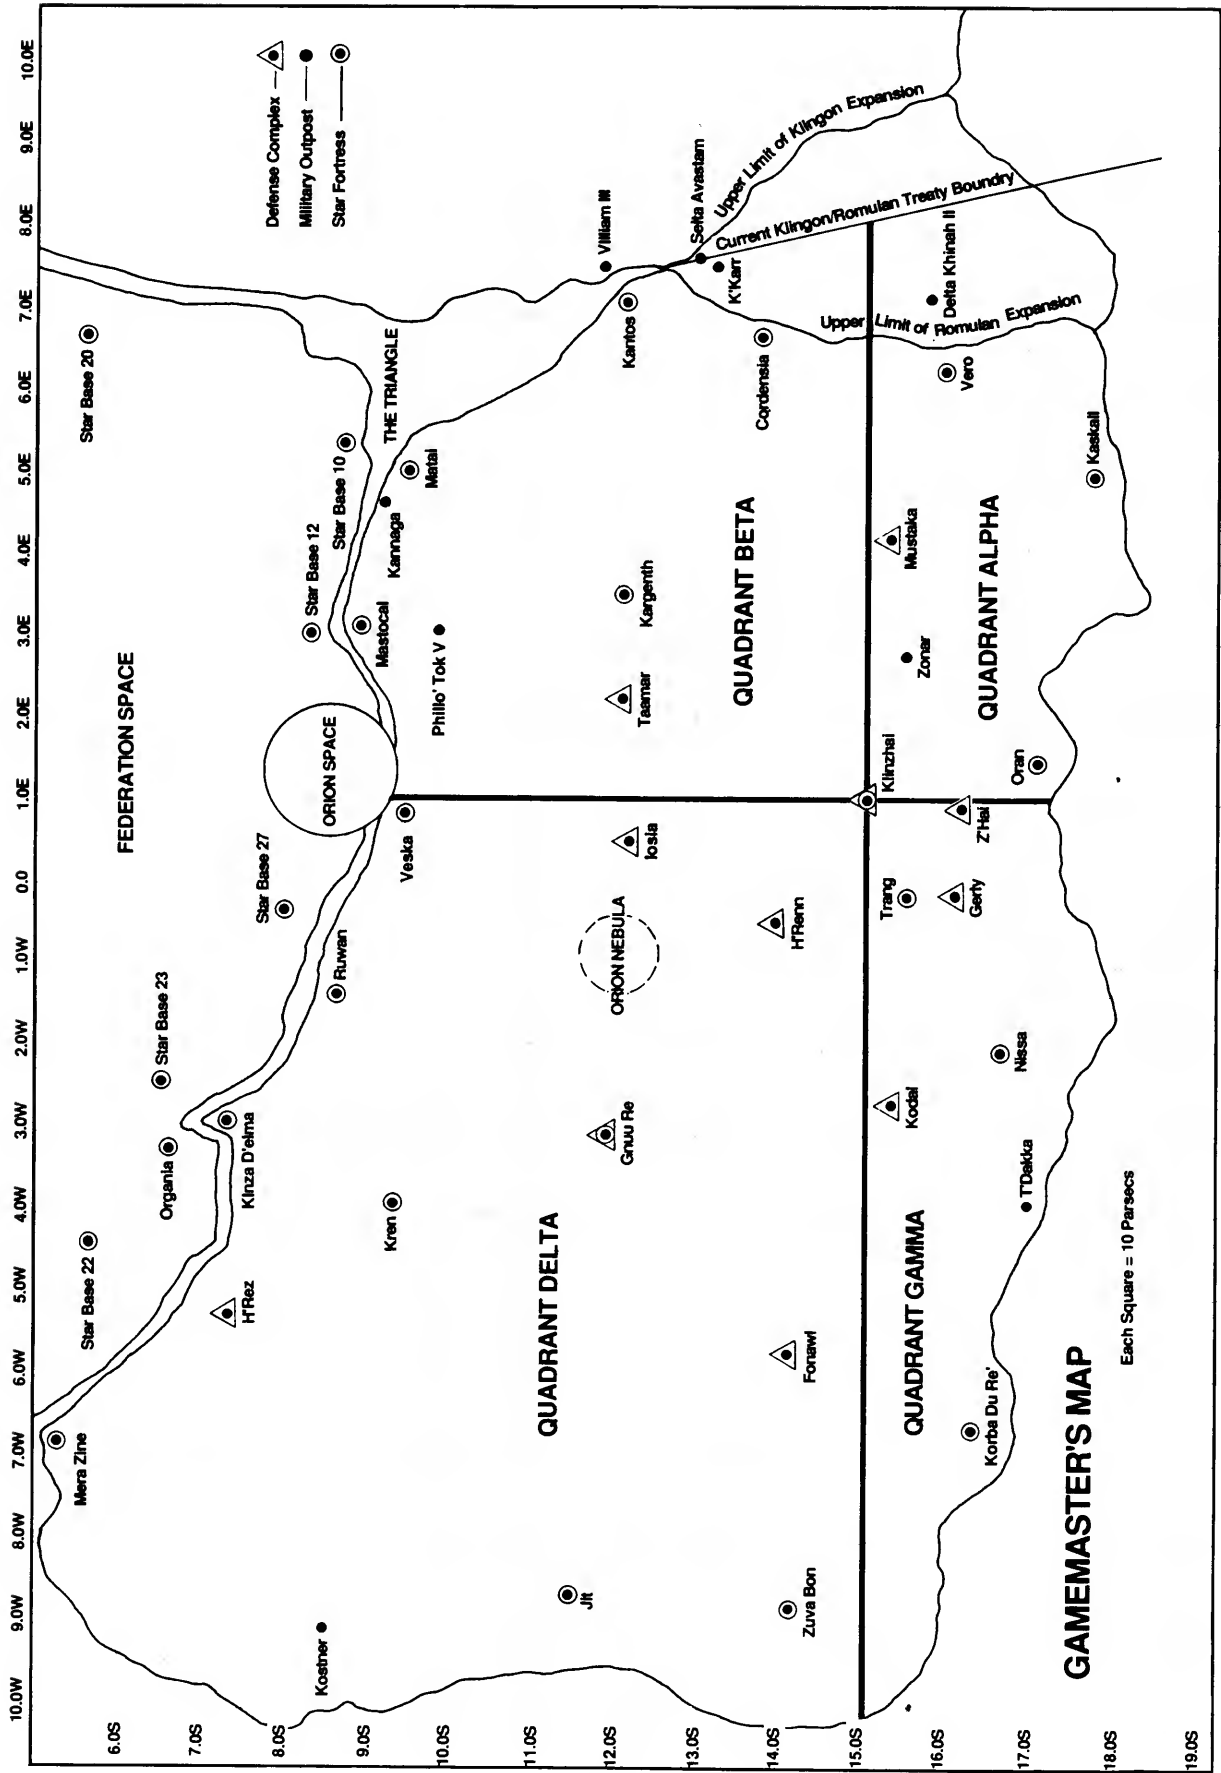 10.0W
9.0W
8.0W
7.0W
6.0W
5.0W
4.0W
3.0W
2.0W
1.0W
0.0
1.0E
2.0E
3.0E
4.0E
5.0E
6.0E
7.0E
8.0E
9.0E
10.0E
6.0S
7.0S
8.0S
9.0S
10.0S
11.0S
12.0S
13.0S
14.0S
15.0S
16.0S
17.0S
18.0S
19.0S
Defense Complex
Military Outpost
Star Fortress
FEDERATION SPACE
Mera Zine
Star Base 22
Star Base 20
Organia
Star Base 23
Kinza D'elma
H'Rez
Star Base 27
Star Base 12
Star Base 10
ORION SPACE
Ruwan
Kostner
Mastocal
Kannaga
THE TRIANGLE
Matai
Kren
Veska
Phillo' Tok V
QUADRANT DELTA
Jit
Gnuu Re
ORION NEBULA
Iosia
Taamar
Kargenth
Kantos
Villiam III
Selta Avastam
K'Karr
Upper Limit of Klingon Expansion
Current Klingon/Romulan Treaty Boundry
QUADRANT BETA
Cordensia
Zuva Bon
Fonawl
H'Renn
Klinzhai
Upper Limit of Romulan Expansion
QUADRANT GAMMA
Kodal
Trang
Zonar
Mustaka
Delta Khinah II
Vero
Korba Du Re'
Gerty
Z'Hai
QUADRANT ALPHA
Nissa
T'Dakka
Oran
Kaskall
GAMEMASTER'S MAP
Each Square = 10 Parsecs